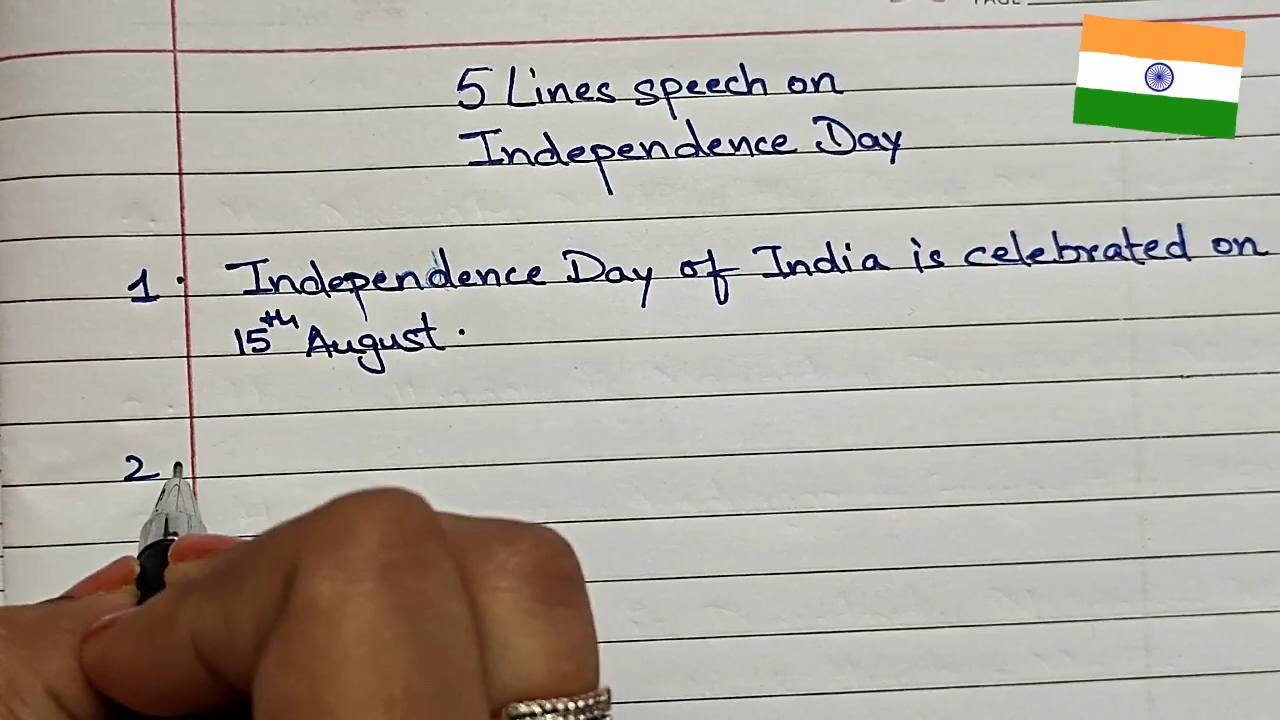 5 Lines speech on
Independence Day
1. Independence Day of India is celebrated on
15th August.
2.